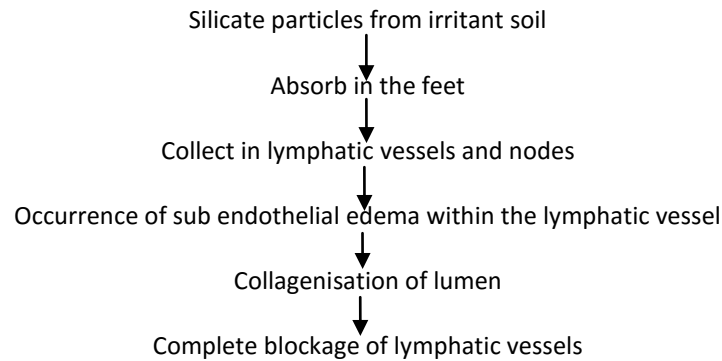 Silicate particles from irritant soil
Absorb in the feet
Collect in lymphatic vessels and nodes
Occurrence of sub endothelial edema within the lymphatic vessel
Collagenisation of lumen
Complete blockage of lymphatic vessels